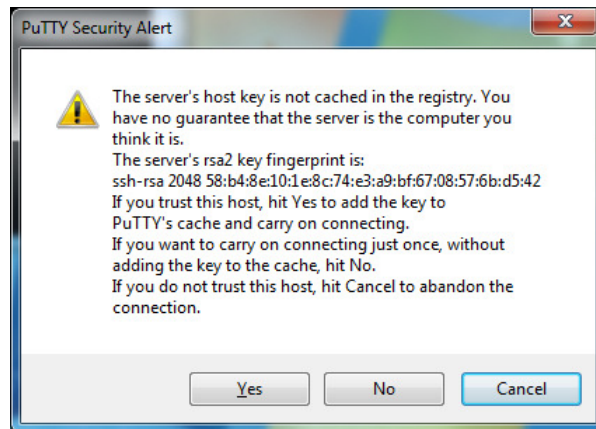 PuTTY Security Alert
The server's host key is not cached in the registry. You
have no guarantee that the server is the computer you
think it is.
The server's rsa2 key fingerprint is:
ssh-rsa 2048 58:b4:8e:10:1e:8c:74:e3:a9:bf:67:08:57:6b:d5:42
If you trust this host, hit Yes to add the key to
PuTTY's cache and carry on connecting.
If you want to carry on connecting just once, without
adding the key to the cache, hit No.
If you do not trust this host, hit Cancel to abandon the
connection.
Yes No Cancel